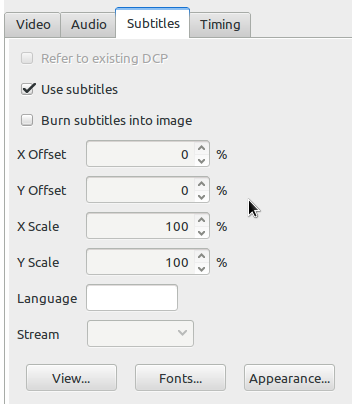 Video Audio Subtitles Timing
Refer to existing DCP
Use subtitles
Burn subtitles into image
X Offset 0 %
Y Offset 0 %
X Scale 100 %
Y Scale 100 %
Language
Stream
View... Fonts... Appearance...